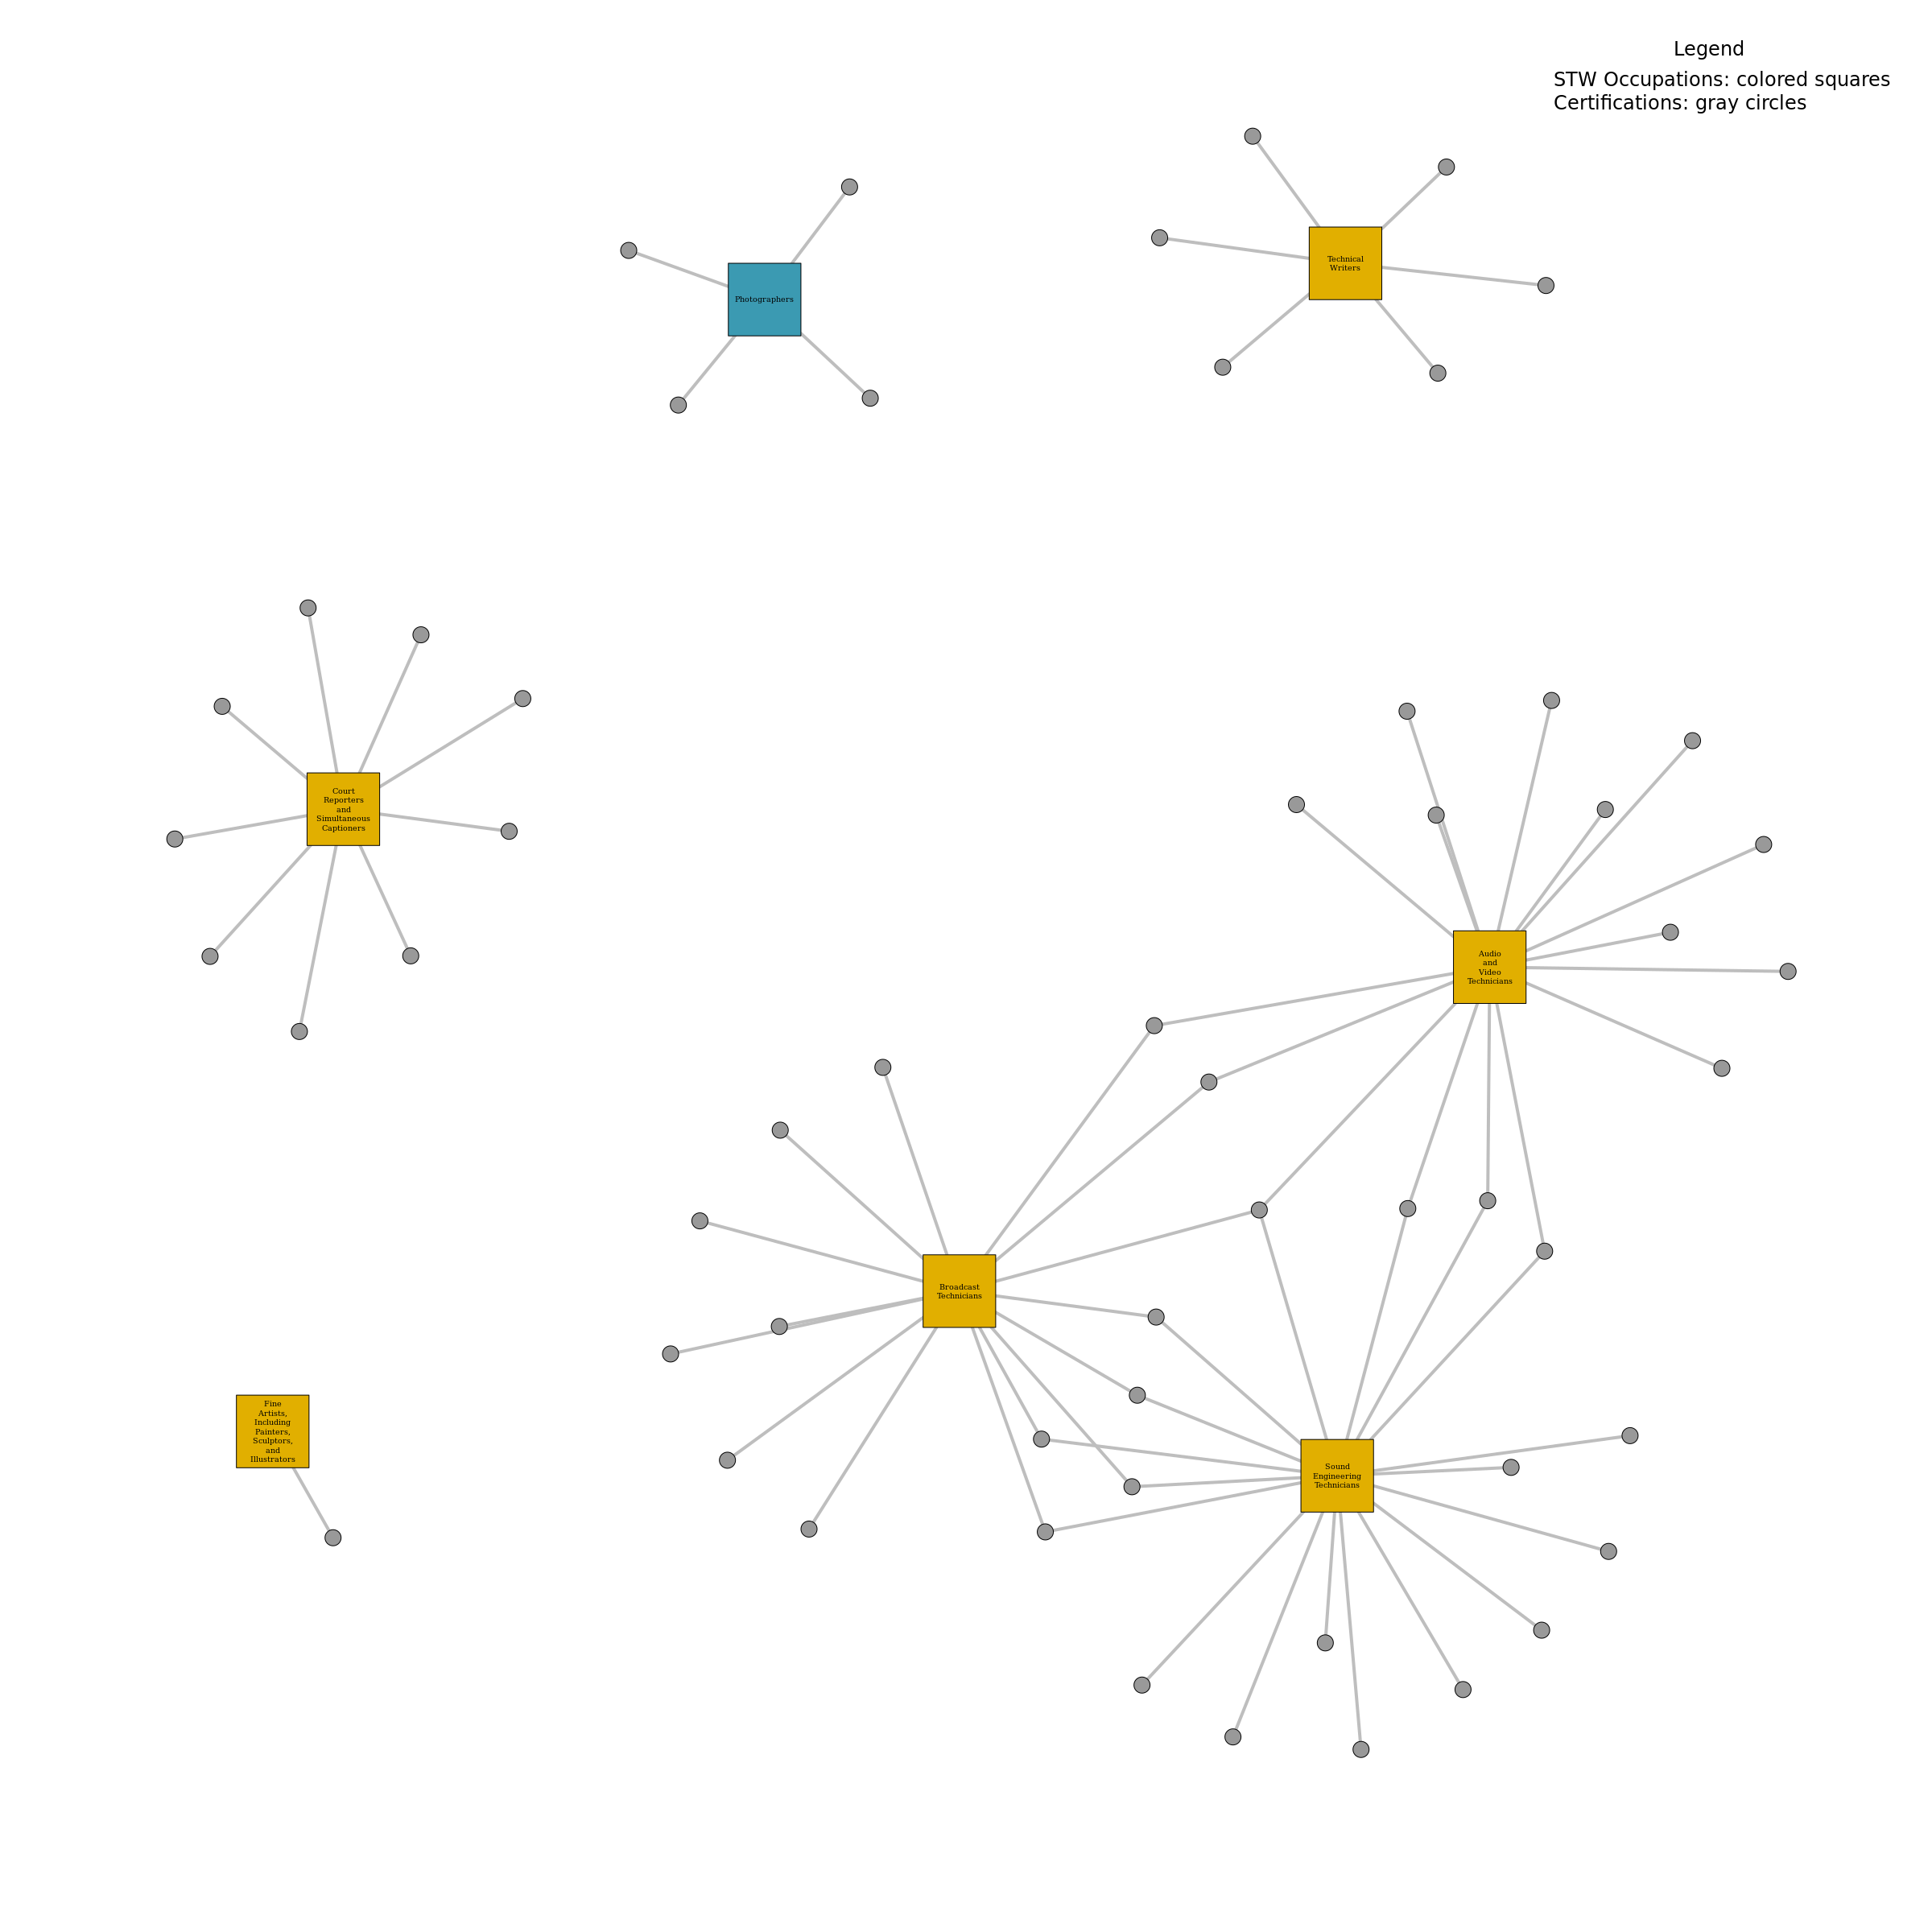 Legend
STW Occupations: colored squares
Certifications: gray circles
Technical
Writers
Photographers
Court
Reporters
and
Simultaneous
Captioners
Audio
and
Video
Technicians
Broadcast
Technicians
Fine
Artists,
Including
Painters,
Sculptors,
and
Illustrators
Sound
Engineering
Technicians